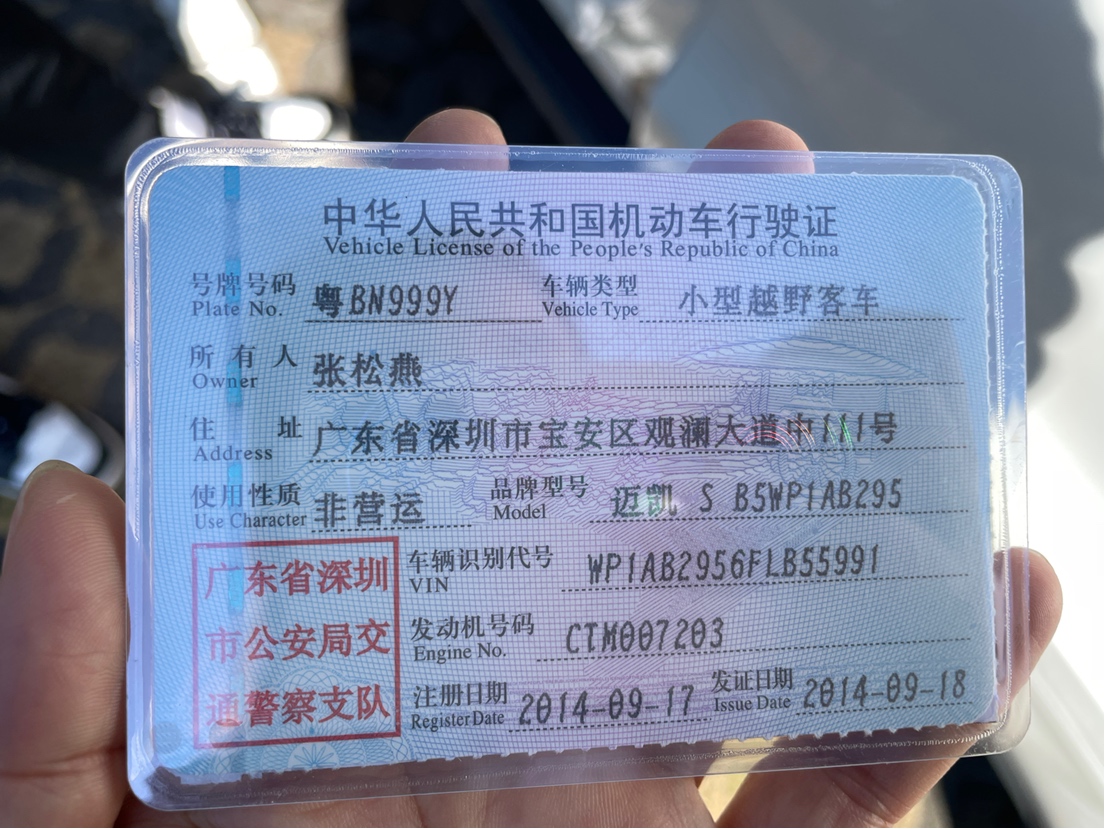 中华人民共和国机动车行驶证
Vehicle License of the People's Republic of China
号牌号码 粤BN999Y 车辆类型 小型越野客车
Plate No. Vehicle Type
所有人 张松燕
Owner
住址 广东省深圳市宝安区观澜大道中111号
Address
使用性质 非营运 品牌型号 迈凯 S B5WP1AB295
Use Character Model
广东省深圳 车辆识别代号 WP1AB2956FLB55991
VIN
市公安局交 发动机号码 CTM007203
Engine No.
通警察支队 注册日期 2014-09-17 发证日期 2014-09-18
Register Date Issue Date